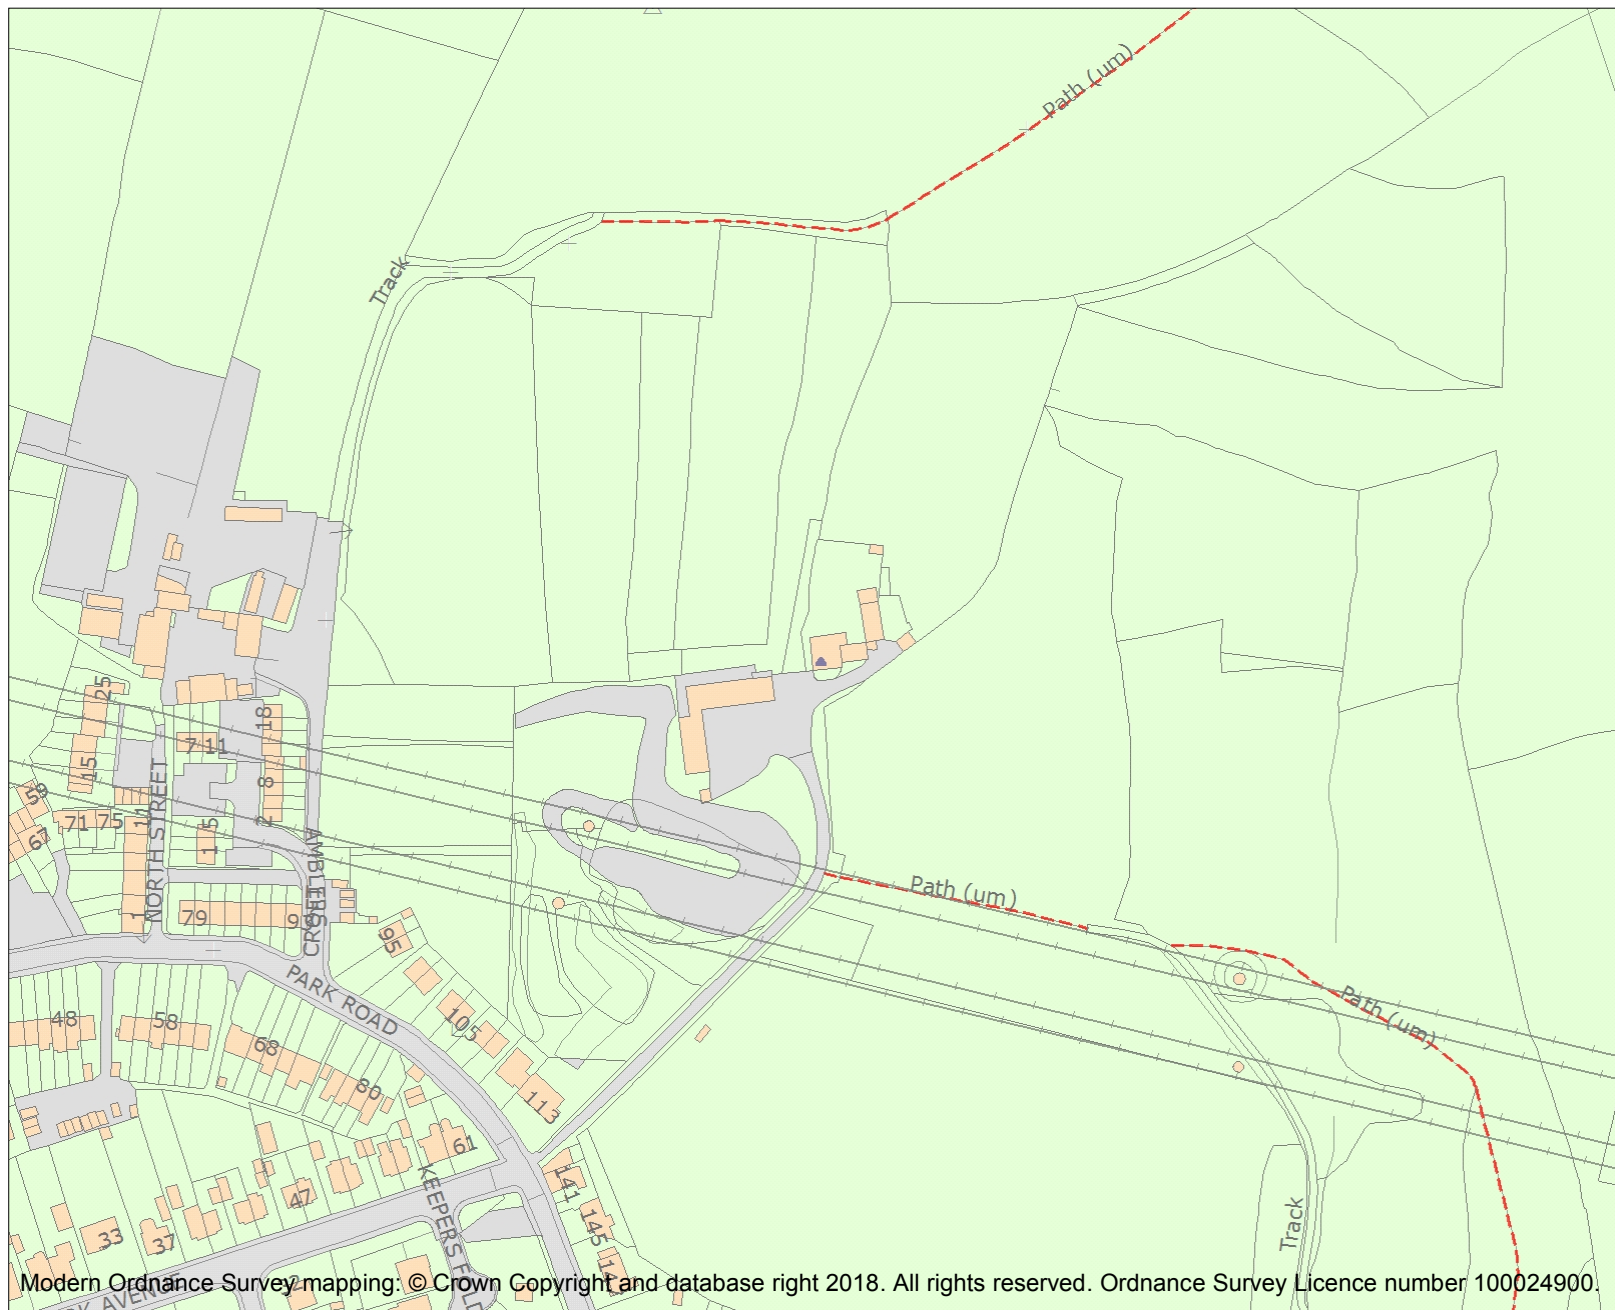 Path (um)
Track
25
18
7
11
15
8
59
2
71
75
11
67
1
5
NORTH STREET
AMBLERS
CROFT
Path (um)
79
1
95
PARK ROAD
48
58
105
Path (um)
68
80
113
61
141
47
KEEPERS FOLD
33
37
145
Track
Modern Ordnance Survey mapping: © Crown Copyright and database right 2018. All rights reserved. Ordnance Survey Licence number 100024900.
AVENUE